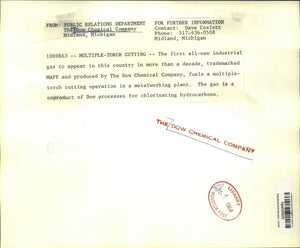 FROM: PUBLIC RELATIONS DEPARTMENT
The Dow Chemical Company
Midland, Michigan
FOR FURTHER INFORMATION
Contact: Dave Coslett
Phone: 517-636-0508
Midland, Michigan
1060863 -- MULTIPLE-TORCH CUTTING -- The first all-new industrial
gas to appear in this country in more than a decade, trademarked
MAPP and produced by The Dow Chemical Company, fuels a multiple-
torch cutting operation in a metalworking plant. The gas is a
coproduct of Dow processes for chlorinating hydrocarbons.
THE DOW CHEMICAL COMPANY
LIBRARY
1964